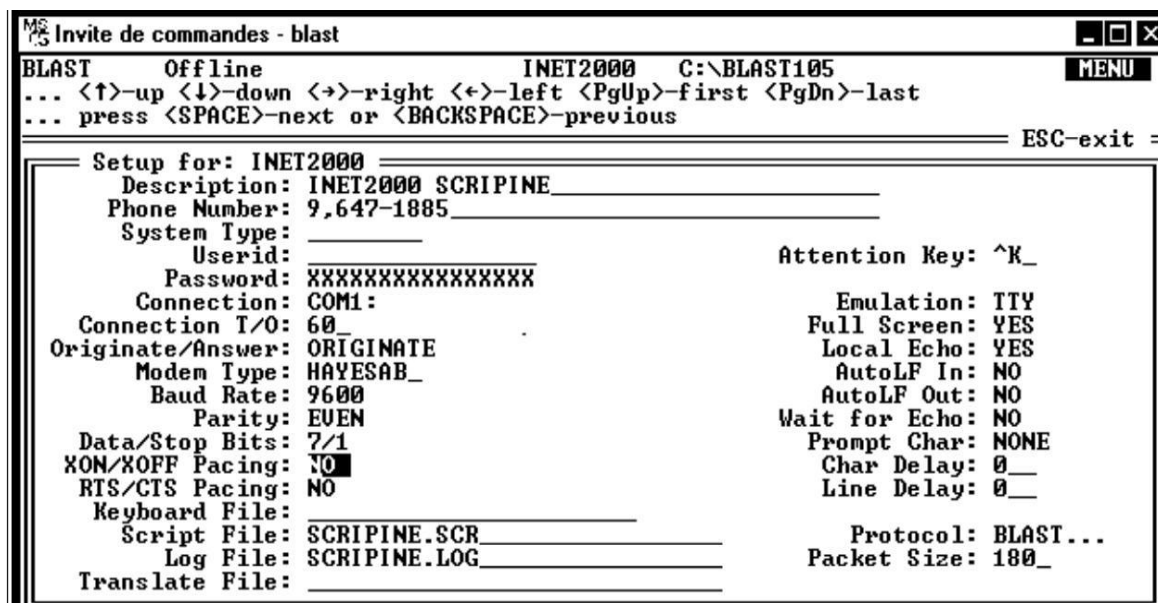 MS Invite de commandes - blast
BLAST Offline INET2000 C:\BLAST105 MENU
... <↑>-up <↓>-down <→>-right <←>-left <PgUp>-first <PgDn>-last
... press <SPACE>-next or <BACKSPACE>-previous
ESC-exit
Setup for: INET2000
Description: INET2000 SCRIPINE
Phone Number: 9,647-1885
System Type:
Userid: Attention Key: ^K
Password: XXXXXXXXXXXXXXXX
Connection: COM1: Emulation: TTY
Connection T/O: 60 Full Screen: YES
Originate/Answer: ORIGINATE Local Echo: YES
Modem Type: HAYESAB AutoLF In: NO
Baud Rate: 9600 AutoLF Out: NO
Parity: EVEN Wait for Echo: NO
Data/Stop Bits: 7/1 Prompt Char: NONE
XON/XOFF Pacing: NO Char Delay: 0
RTS/CTS Pacing: NO Line Delay: 0
Keyboard File:
Script File: SCRIPINE.SCR Protocol: BLAST...
Log File: SCRIPINE.LOG Packet Size: 180
Translate File: